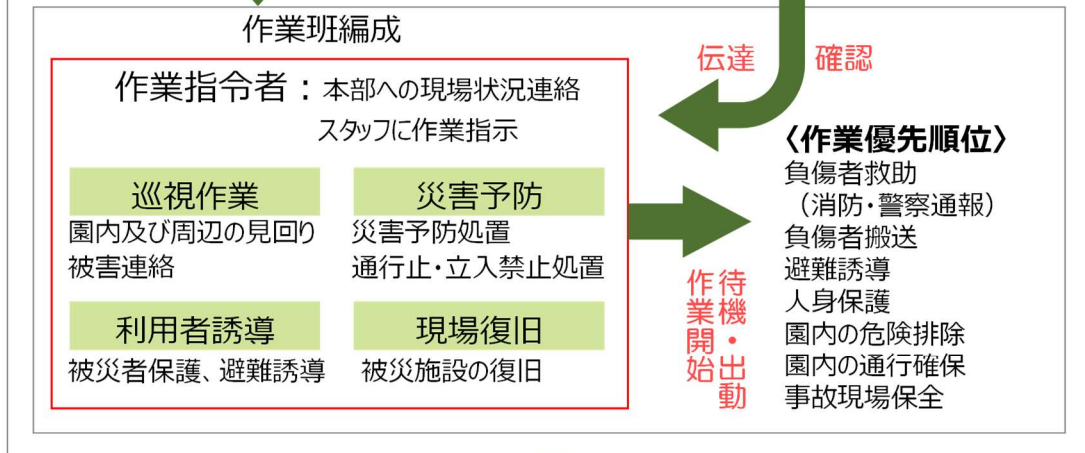 作業班編成
作業指令者：本部への現場状況連絡
スタッフに作業指示
巡視作業
園内及び周辺の見回り
被害連絡
災害予防
災害予防処置
通行止・立入禁止処置
利用者誘導
被災者保護、避難誘導
現場復旧
被災施設の復旧
伝達
確認
待機・出動
作業開始
〈作業優先順位〉
負傷者救助
（消防・警察通報）
負傷者搬送
避難誘導
人身保護
園内の危険排除
園内の通行確保
事故現場保全